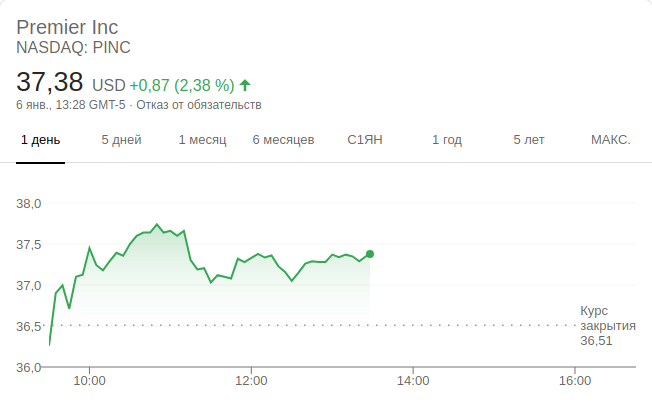 Premier Inc
NASDAQ: PINC
37,38 USD +0,87 (2,38 %)
6 янв., 13:28 GMT-5 · Отказ от обязательств
1 день 5 дней 1 месяц 6 месяцев С1ЯН 1 год 5 лет МАКС.
38,0
37,5
37,0
36,5
36,0
Курс
закрытия
36,51
10:00 12:00 14:00 16:00